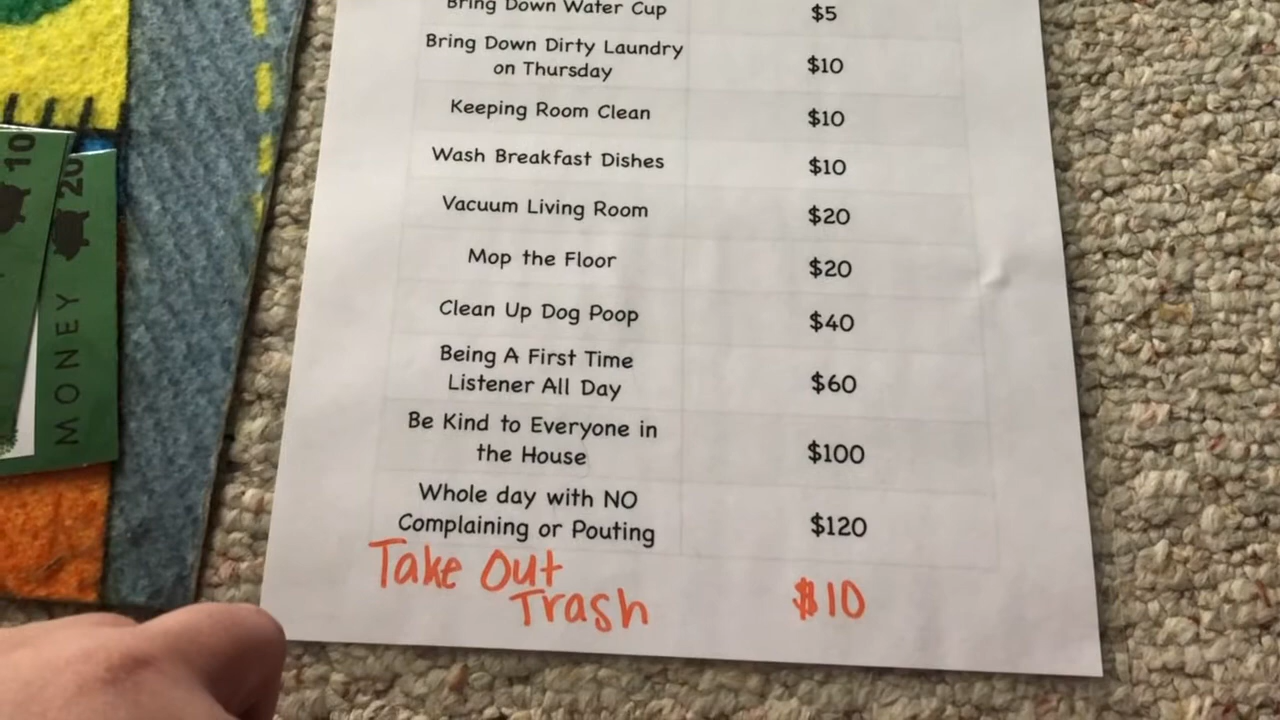 Bring Down Water Cup $5
Bring Down Dirty Laundry
on Thursday $10
Keeping Room Clean $10
Wash Breakfast Dishes $10
Vacuum Living Room $20
Mop the Floor $20
Clean Up Dog Poop $40
Being A First Time
Listener All Day $60
Be Kind to Everyone in
the House $100
Whole day with NO
Complaining or Pouting $120
Take Out
Trash $10
10
20
MONEY